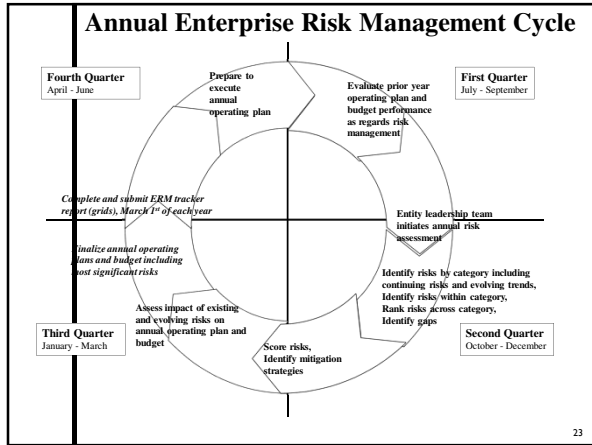 Annual Enterprise Risk Management Cycle
Fourth Quarter
April - June
Prepare to
execute
annual
operating plan
Evaluate prior year
operating plan and
budget performance
as regards risk
management
First Quarter
July - September
Complete and submit ERM tracker
report (grids), March 1st of each year
Entity leadership team
initiates annual risk
assessment
Finalize annual operating
plans and budget including
most significant risks
Identify risks by category including
continuing risks and evolving trends,
Identify risks within category,
Rank risks across category,
Identify gaps
Third Quarter
January - March
Assess impact of existing
and evolving risks on
annual operating plan and
budget
Score risks,
Identify mitigation
strategies
Second Quarter
October - December
23